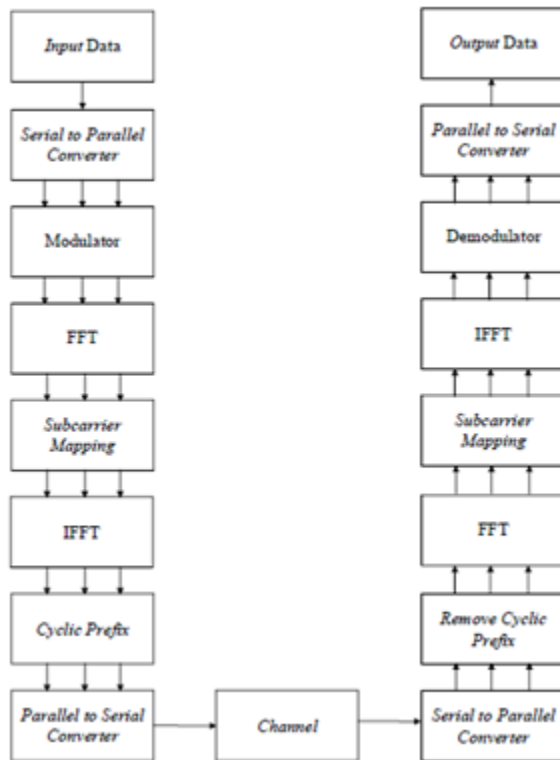 Input Data
Serial to Parallel
Converter
Modulator
FFT
Subcarrier
Mapping
IFFT
Cyclic Prefix
Parallel to Serial
Converter
Channel
Output Data
Parallel to Serial
Converter
Demodulator
IFFT
Subcarrier
Mapping
FFT
Remove Cyclic
Prefix
Serial to Parallel
Converter